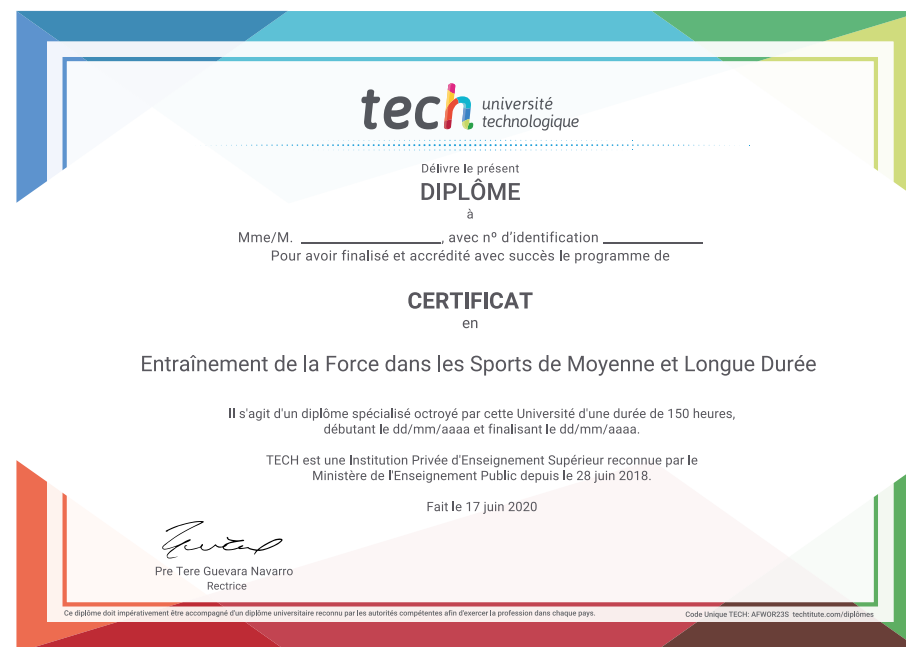 tech université
technologique
Délivre le présent
DIPLÔME
à
Mme/M. ____________________, avec nº d'identification ______________
Pour avoir finalisé et accrédité avec succès le programme de
CERTIFICAT
en
Entraînement de la Force dans les Sports de Moyenne et Longue Durée
Il s'agit d'un diplôme spécialisé octroyé par cette Université d'une durée de 150 heures,
débutant le dd/mm/aaaa et finalisant le dd/mm/aaaa.
TECH est une Institution Privée d'Enseignement Supérieur reconnue par le
Ministère de l'Enseignement Public depuis le 28 juin 2018.
Fait le 17 juin 2020
Pre Tere Guevara Navarro
Rectrice
Ce diplôme doit impérativement être accompagné d'un diplôme universitaire reconnu par les autorités compétentes afin d'exercer la profession dans chaque pays.
Code Unique TECH: AFWOR23S techtitute.com/diplômes